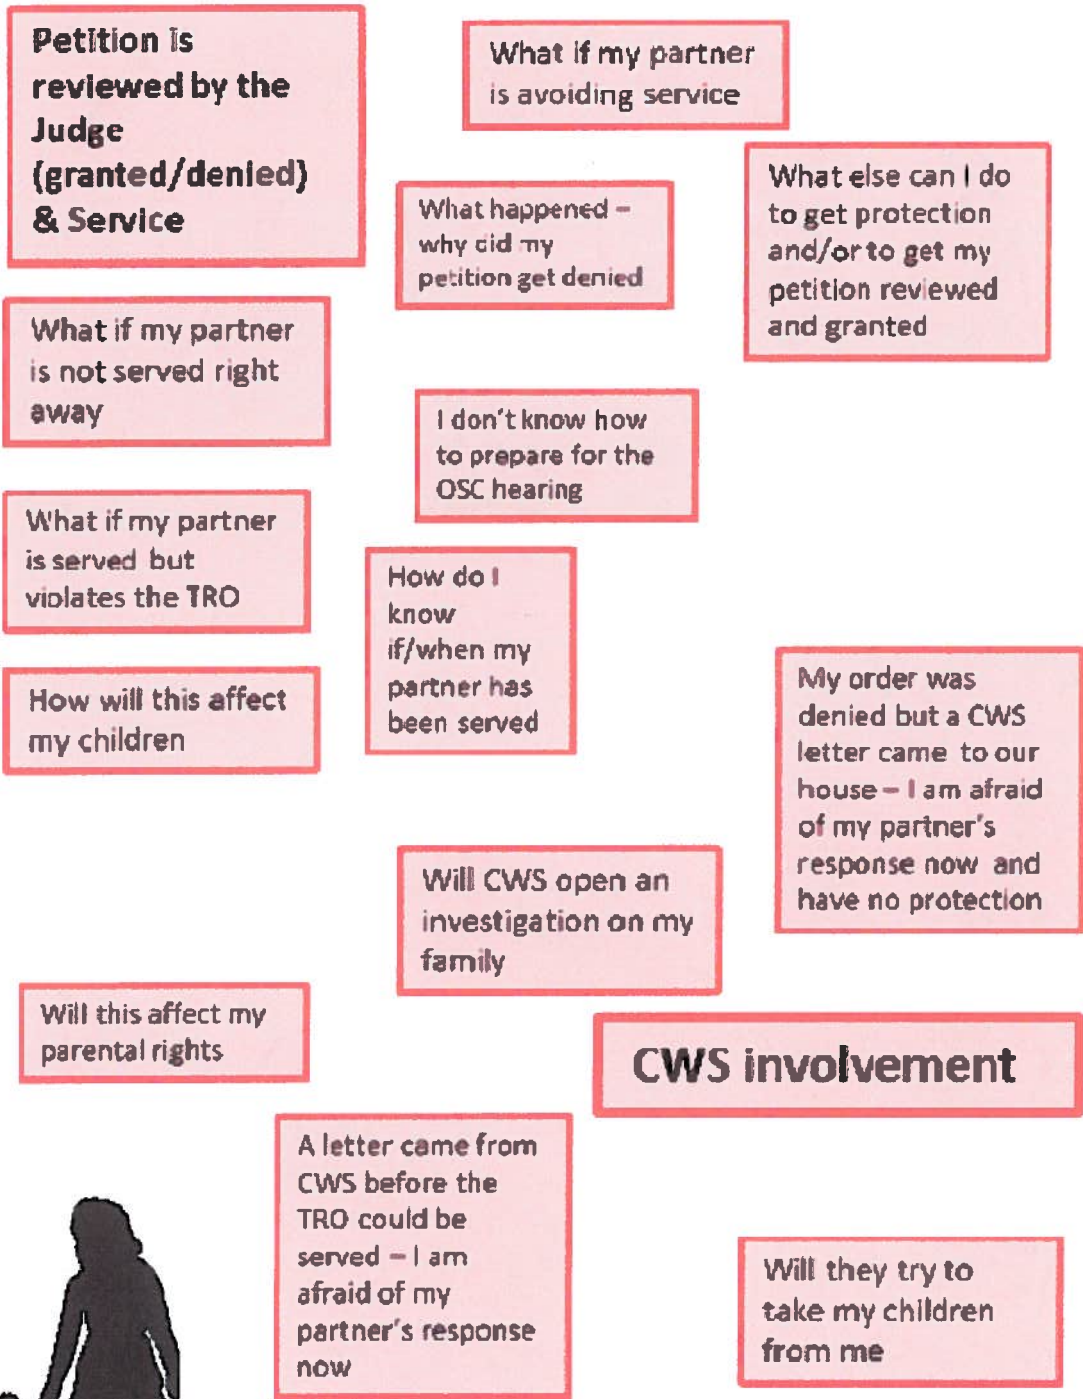 Petition is
reviewed by the
Judge
(granted/denied)
& Service
What if my partner
is avoiding service
What happened –
why did my
petition get denied
What else can I do
to get protection
and/or to get my
petition reviewed
and granted
What if my partner
is not served right
away
I don't know how
to prepare for the
OSC hearing
What if my partner
is served but
violates the TRO
How do I
know
if/when my
partner has
been served
How will this affect
my children
My order was
denied but a CWS
letter came to our
house – I am afraid
of my partner's
response now and
have no protection
Will CWS open an
investigation on my
family
Will this affect my
parental rights
CWS involvement
A letter came from
CWS before the
TRO could be
served – I am
afraid of my
partner's response
now
Will they try to
take my children
from me